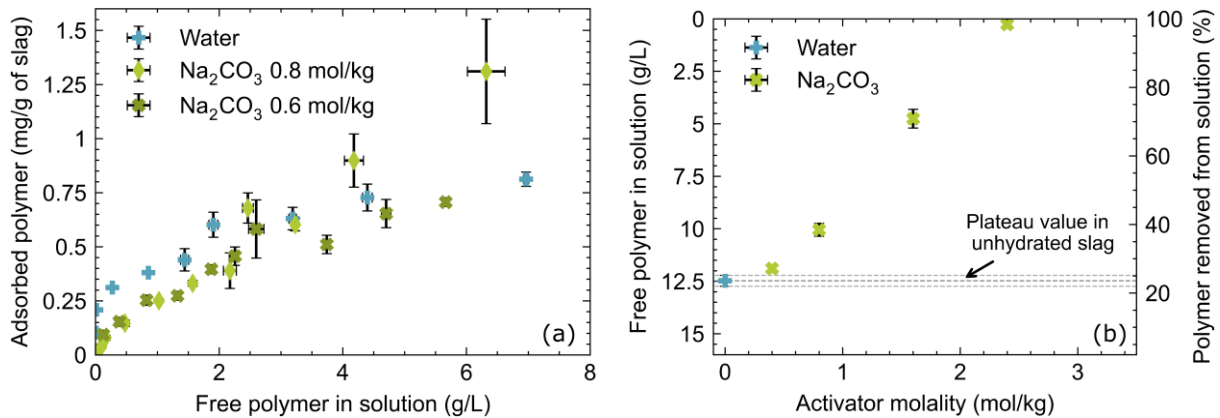 1.5
1.25
1
0.75
0.5
0.25
0
Adsorbed polymer (mg/g of slag)
Water
Na₂CO₃ 0.8 mol/kg
Na₂CO₃ 0.6 mol/kg
(a)
0 2 4 6 8
Free polymer in solution (g/L)
0
2.5
5
7.5
10
12.5
15
Free polymer in solution (g/L)
Water
Na₂CO₃
Plateau value in
unhydrated slag
(b)
0 1 2 3
Activator molality (mol/kg)
100
80
60
40
20
Polymer removed from solution (%)